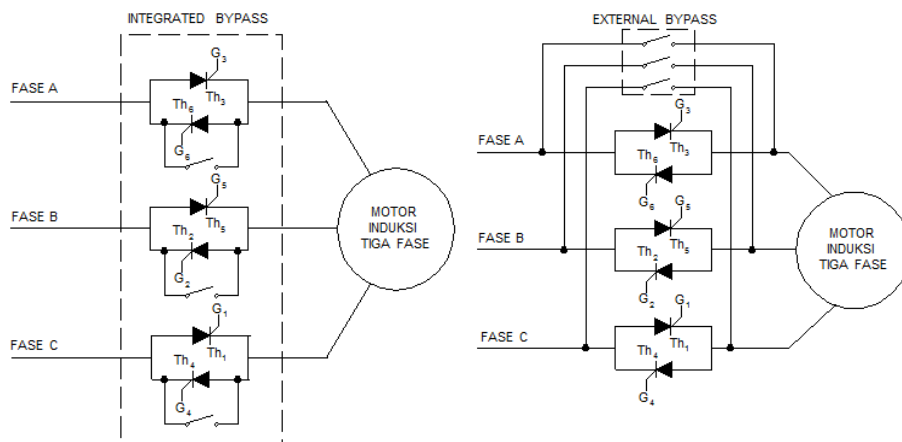 INTEGRATED BYPASS
G3
FASE A
Th3
Th6
G6
G5
FASE B
Th5
Th2
G2
G1
FASE C
Th1
Th4
G4
MOTOR
INDUKSI
TIGA FASE
EXTERNAL BYPASS
G3
FASE A
Th3
Th6
G6
G5
FASE B
Th5
Th2
G2
G1
FASE C
Th1
Th4
G4
MOTOR
INDUKSI
TIGA FASE